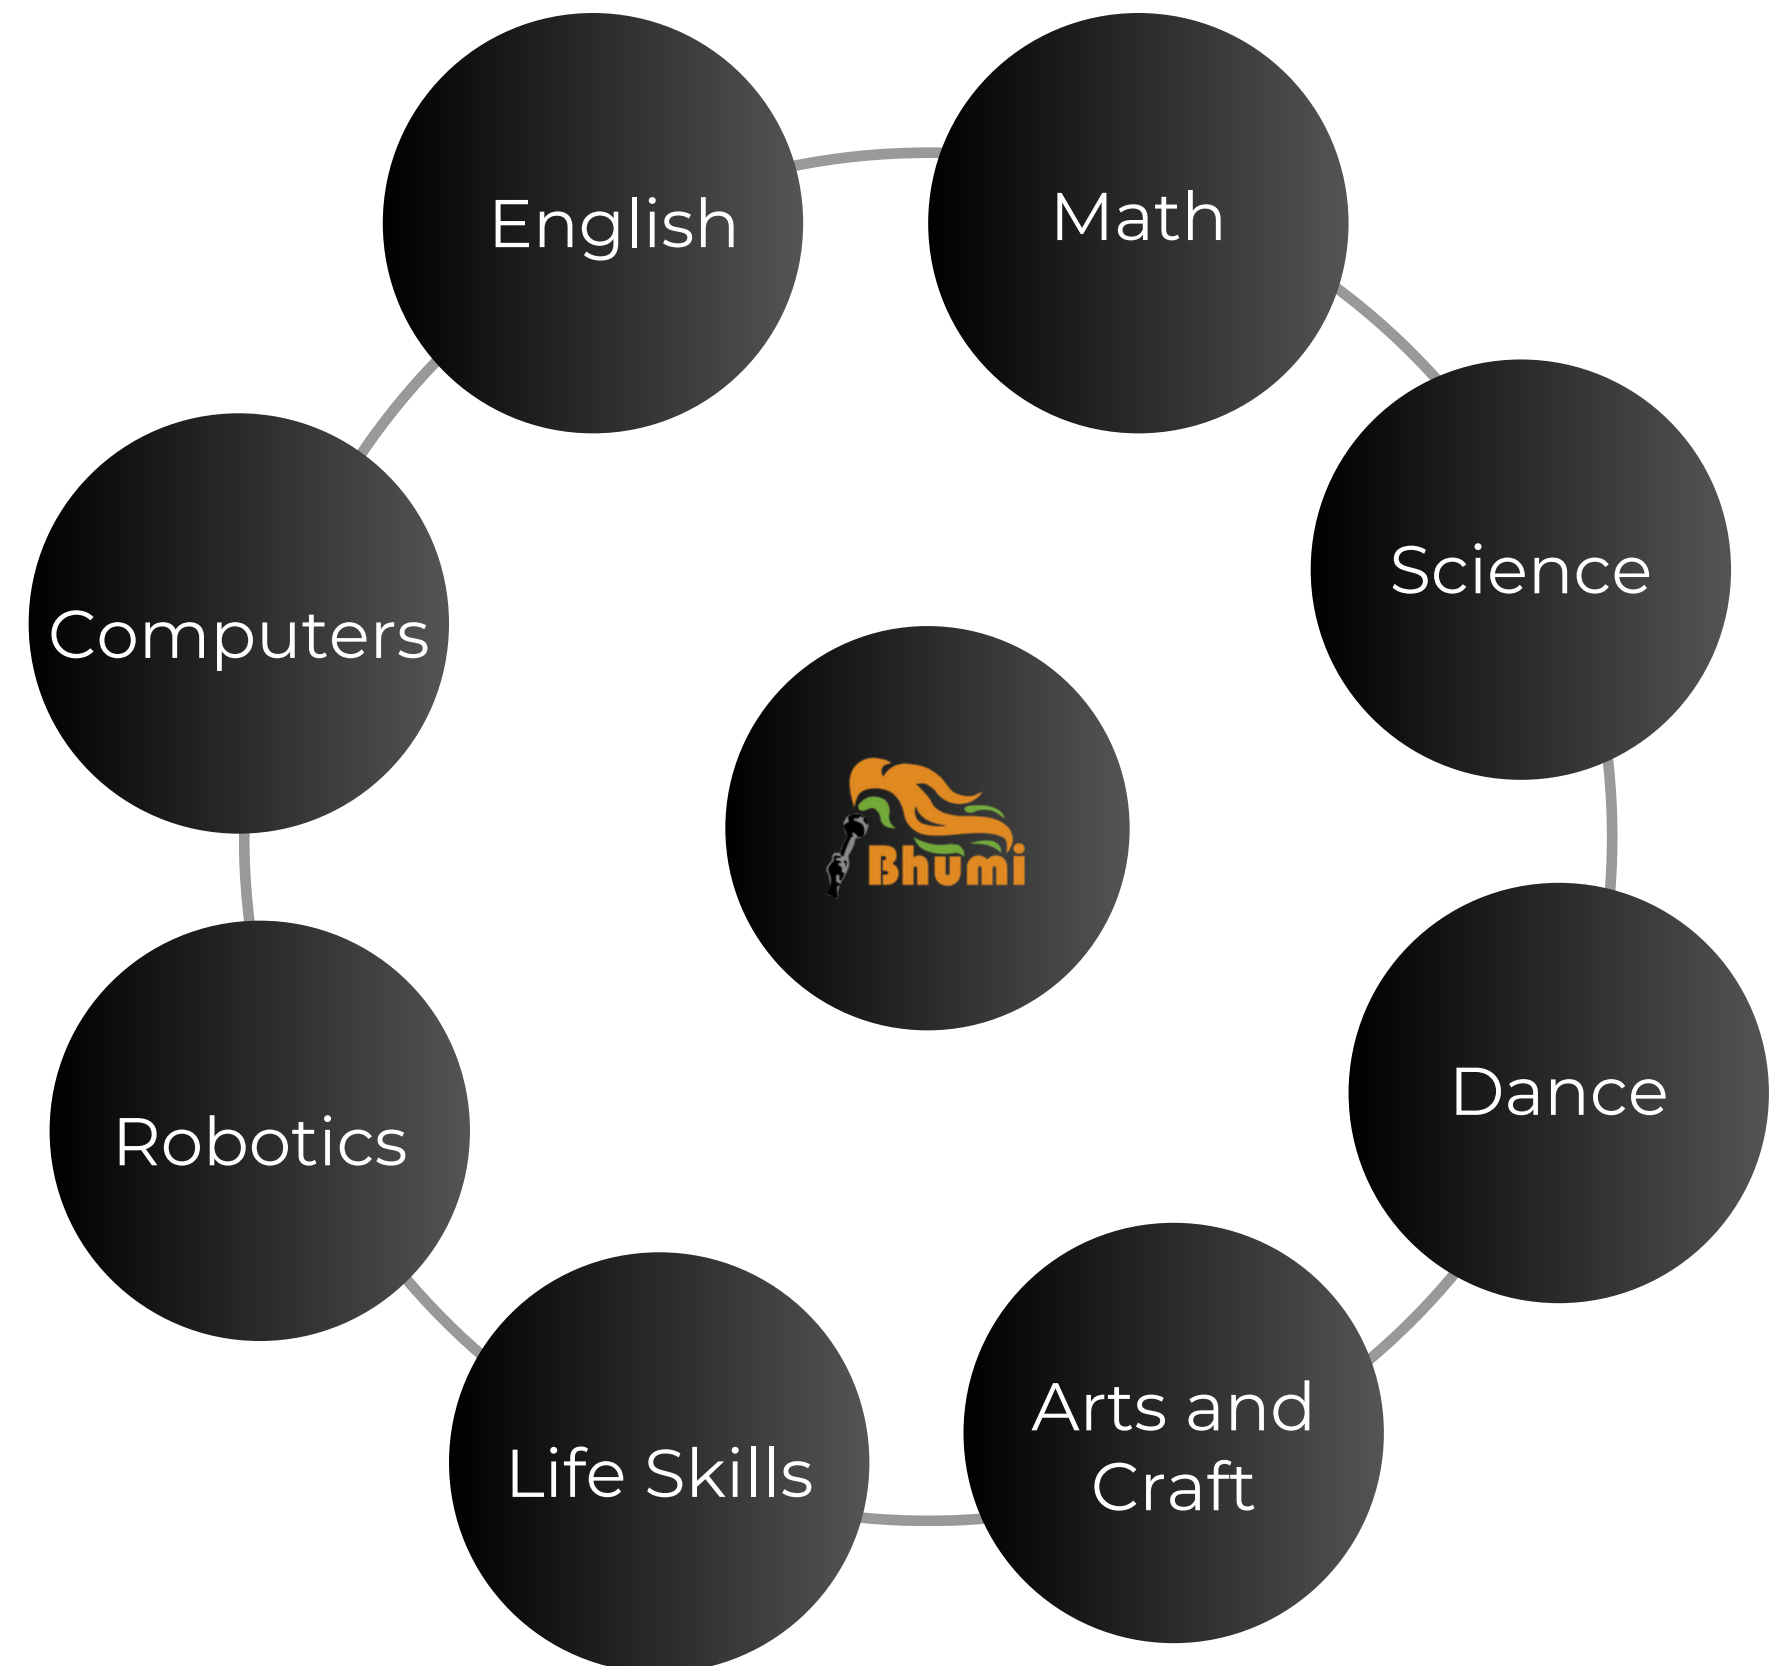 English
Math
Science
Computers
Bhumi
Dance
Robotics
Arts and
Craft
Life Skills